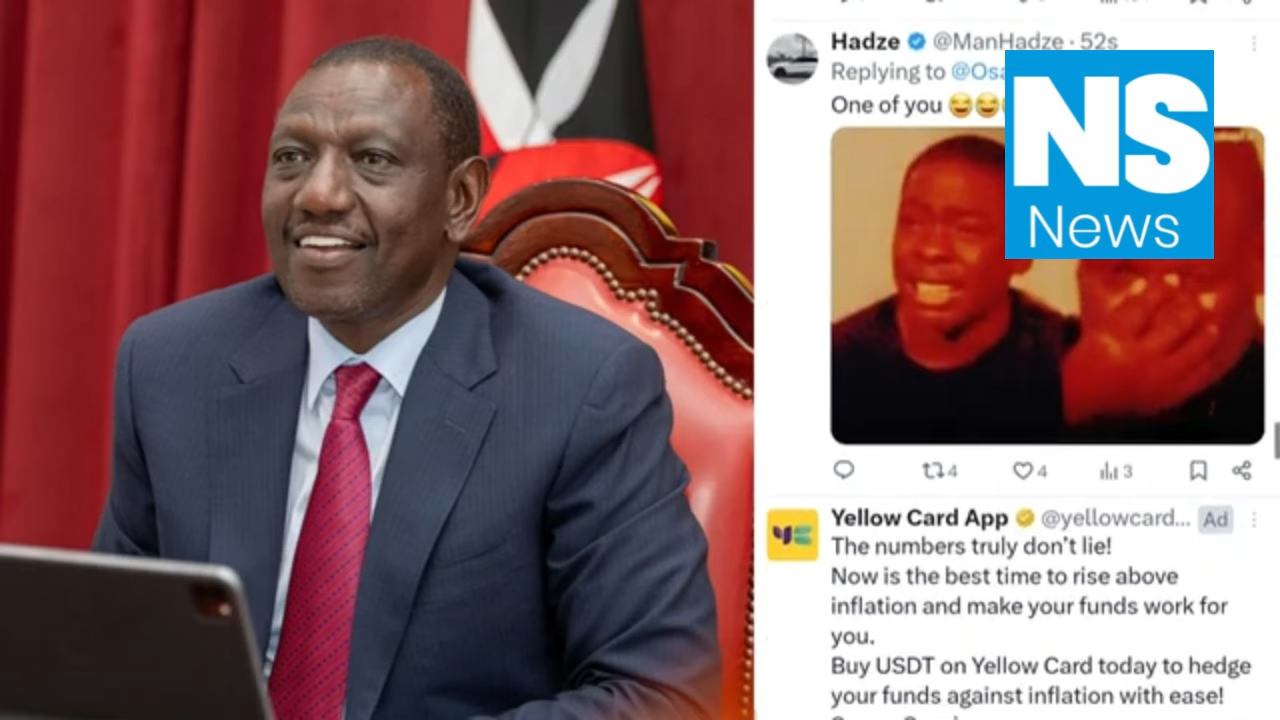 Hadze @ManHadze · 52s
Replying to @Osa
One of you 😂😂
NS
News
4
4
3
Yellow Card App @yellowcard... Ad
The numbers truly don't lie!
Now is the best time to rise above
inflation and make your funds work for
you.
Buy USDT on Yellow Card today to hedge
your funds against inflation with ease!